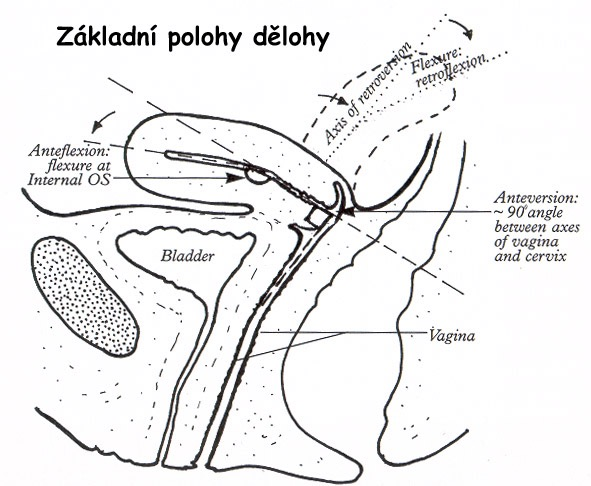 Základní polohy dělohy
Axis of retroversion
Flexure:
retroflexion
Anteflexion:
flexure at
Internal OS
Anteversion:
~ 90° angle
between axes
of vagina
and cervix
Bladder
Vagina